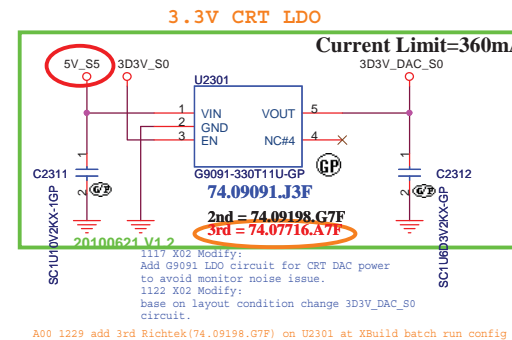 3.3V CRT LDO
Current Limit=360mA
5V_S5
3D3V_S0
3D3V_DAC_S0
U2301
1
VIN
VOUT
5
2
GND
3
EN
NC#4
4
GP
G9091-330T11U-GP
74.09091.J3F
2nd = 74.09198.G7F
3rd = 74.07716.A7F
C2311
1
2
GP
SC1U10V2KX-1GP
C2312
1
2
GP
SC1U6D3V2KX-GP
20100621 V1.2
1117 X02 Modify:
Add G9091 LDO circuit for CRT DAC power
to avoid monitor noise issue.
1122 X02 Modify:
base on layout condition change 3D3V_DAC_S0
circuit.
A00 1229 add 3rd Richtek(74.09198.G7F) on U2301 at XBuild batch run config